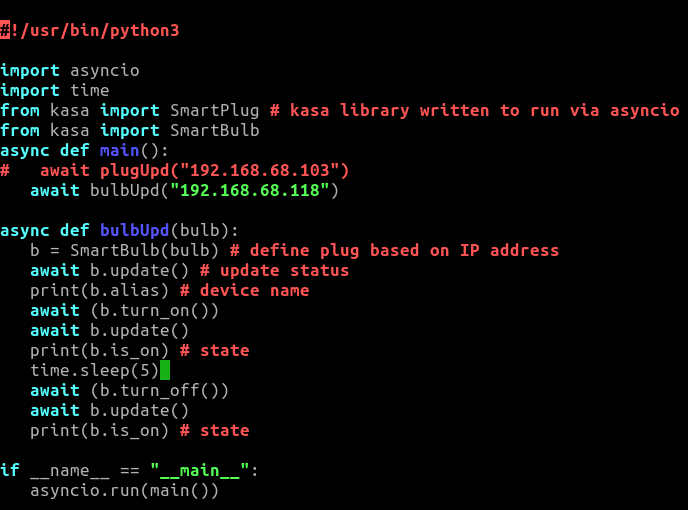 #!/usr/bin/python3

import asyncio
import time
from kasa import SmartPlug # kasa library written to run via asyncio
from kasa import SmartBulb
async def main():
#   await plugUpd("192.168.68.103")
   await bulbUpd("192.168.68.118")

async def bulbUpd(bulb):
   b = SmartBulb(bulb) # define plug based on IP address
   await b.update() # update status
   print(b.alias) # device name
   await (b.turn_on())
   await b.update()
   print(b.is_on) # state
   time.sleep(5)
   await (b.turn_off())
   await b.update()
   print(b.is_on) # state

if __name__ == "__main__":
   asyncio.run(main())